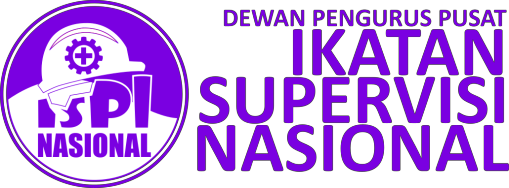 ISPI
NASIONAL
DEWAN PENGURUS PUSAT
IKATAN
SUPERVISI
NASIONAL